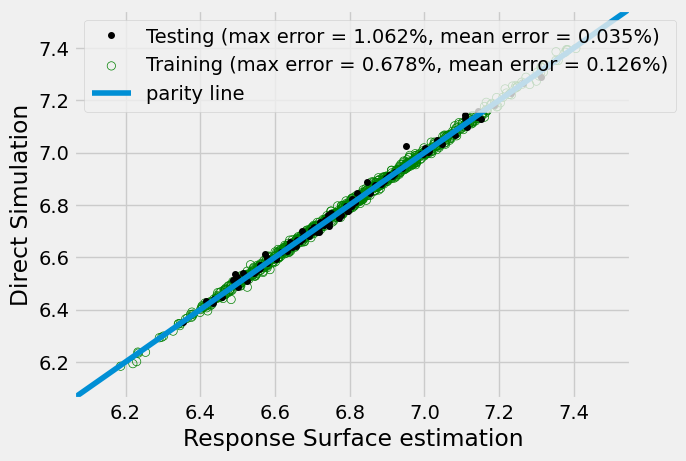 Testing (max error = 1.062%, mean error = 0.035%)
Training (max error = 0.678%, mean error = 0.126%)
parity line
7.4
7.2
7.0
6.8
6.6
6.4
6.2
Direct Simulation
6.2 6.4 6.6 6.8 7.0 7.2 7.4
Response Surface estimation